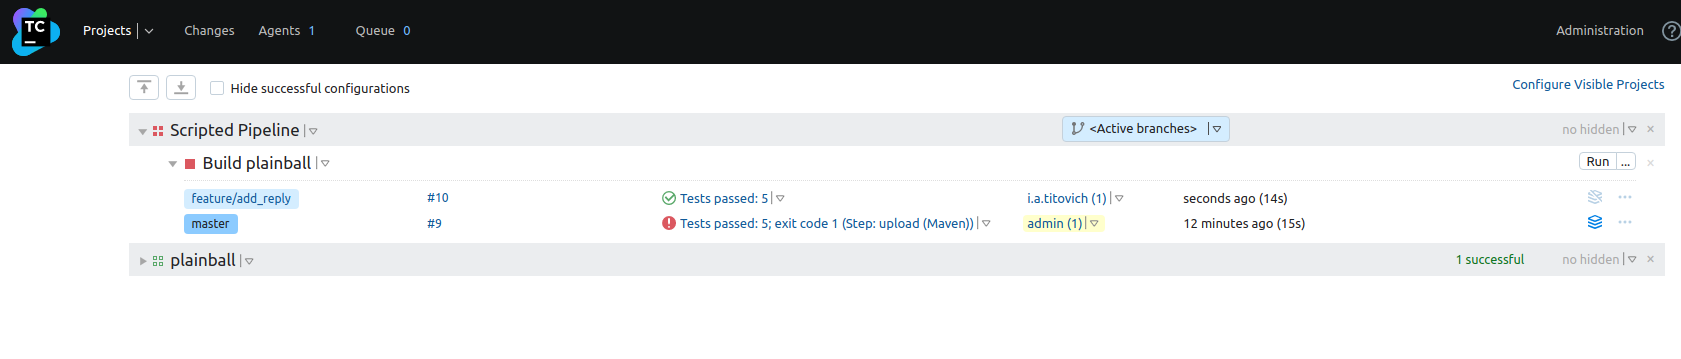 TC Projects Changes Agents 1 Queue 0 Administration ?
Hide successful configurations Configure Visible Projects
Scripted Pipeline <Active branches> no hidden
Build plainball Run ...
feature/add_reply #10 Tests passed: 5 i.a.titovich (1) seconds ago (14s)
master #9 Tests passed: 5; exit code 1 (Step: upload (Maven)) admin (1) 12 minutes ago (15s)
plainball 1 successful no hidden